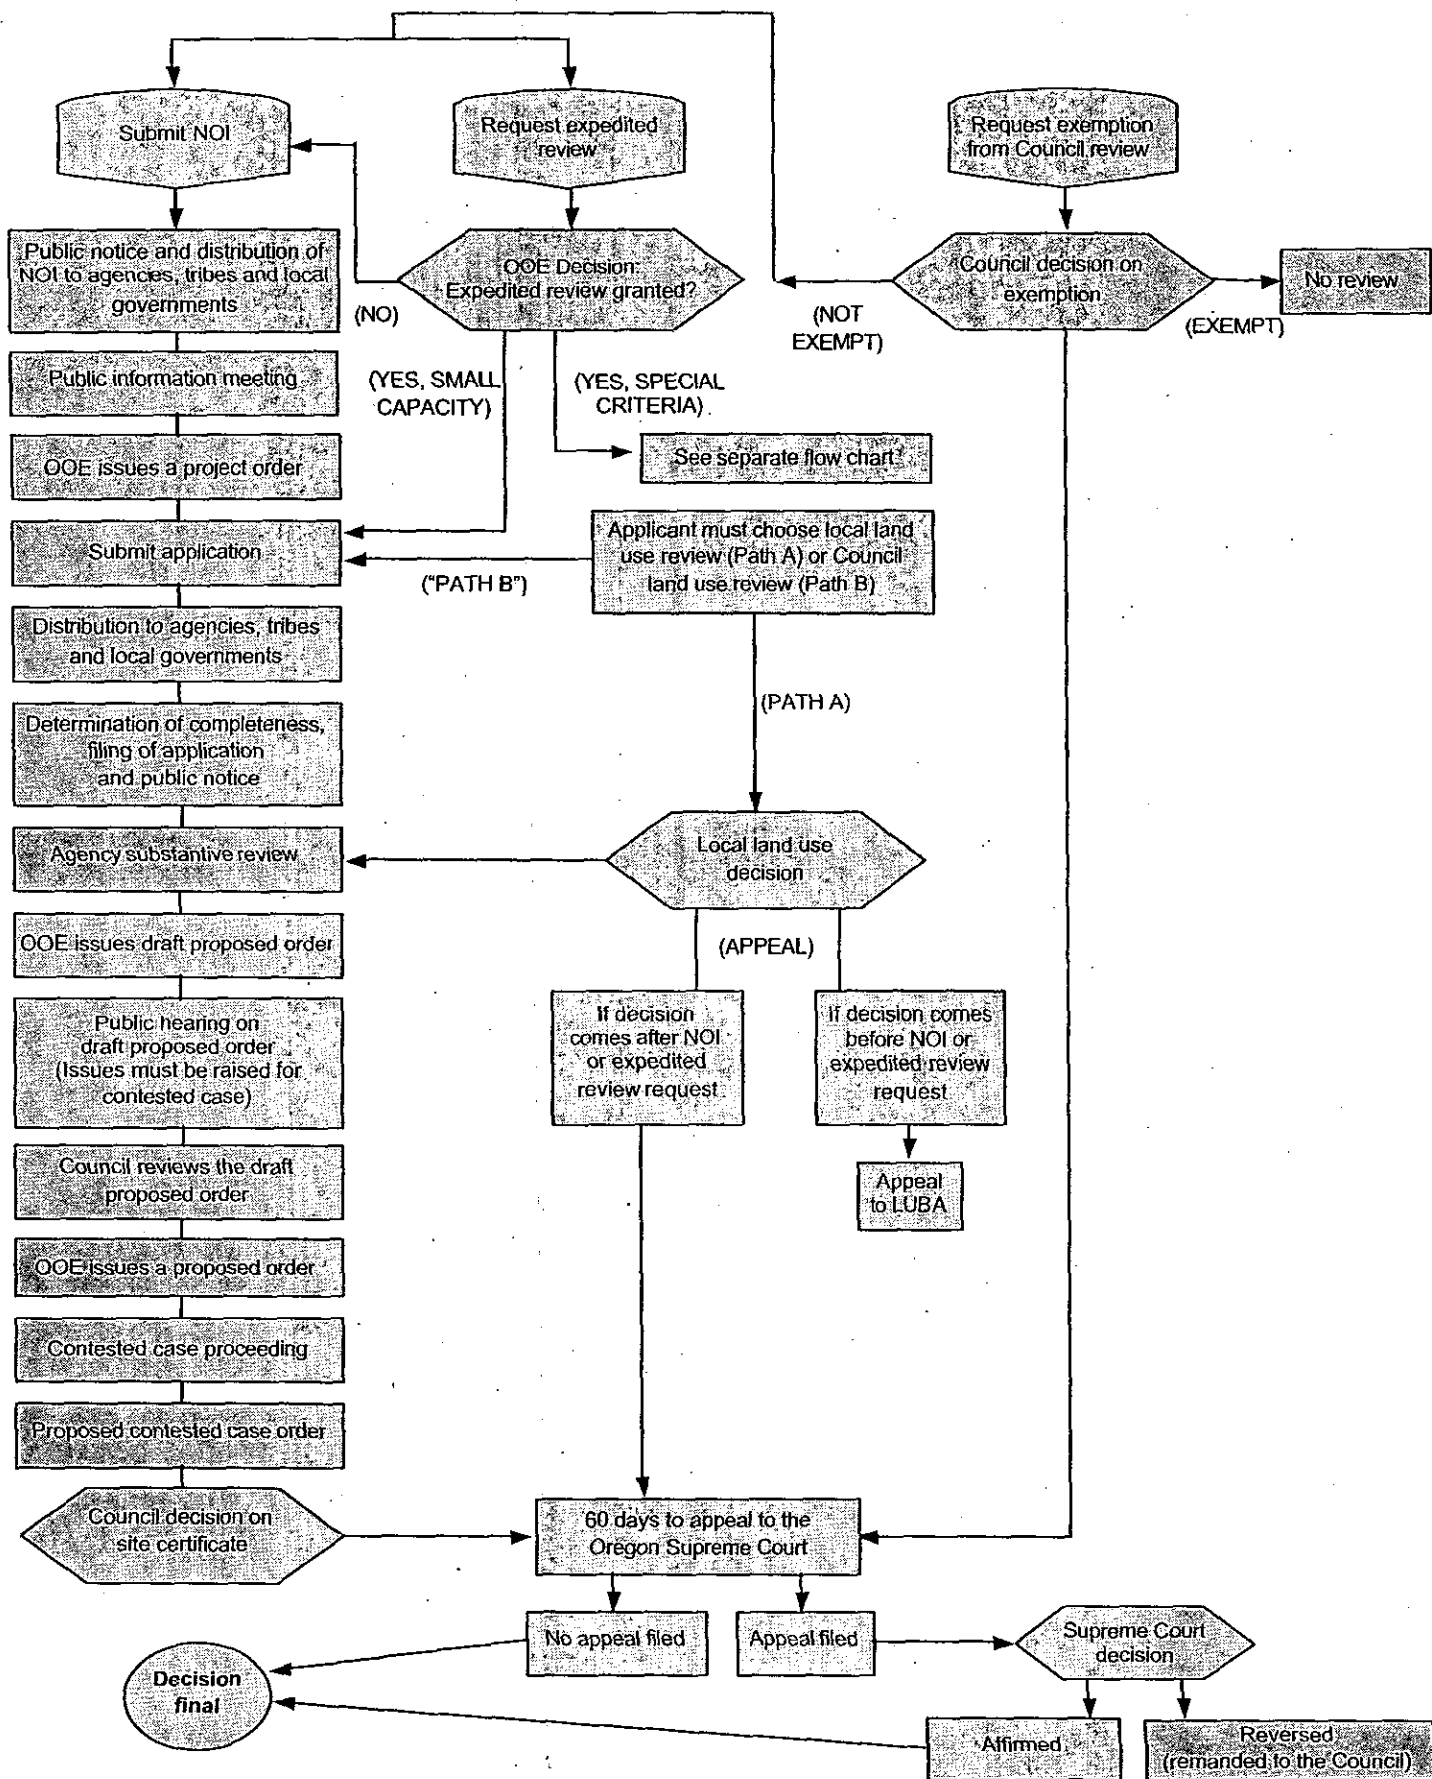 Submit NOI
Request expedited
review
Request exemption
from Council review
Public notice and distribution of
NOI to agencies, tribes and local
governments
OOE Decision:
Expedited review granted?
Council decision on
exemption
No review
(NO)
(NOT
EXEMPT)
(EXEMPT)
Public information meeting
(YES, SMALL
CAPACITY)
(YES, SPECIAL
CRITERIA)
OOE issues a project order
See separate flow chart
Submit application
Applicant must choose local land
use review (Path A) or Council
land use review (Path B)
("PATH B")
Distribution to agencies, tribes
and local governments
(PATH A)
Determination of completeness,
filing of application
and public notice
Agency substantive review
Local land use
decision
OOE issues draft proposed order
(APPEAL)
Public hearing on
draft proposed order
(Issues must be raised for
contested case)
If decision
comes after NOI
or expedited
review request
If decision comes
before NOI or
expedited review
request
Council reviews the draft
proposed order
Appeal
to LUBA
OOE issues a proposed order
Contested case proceeding
Proposed contested case order
Council decision on
site certificate
60 days to appeal to the
Oregon Supreme Court
No appeal filed
Appeal filed
Supreme Court
decision
Decision
final
Affirmed
Reversed
(remanded to the Council)